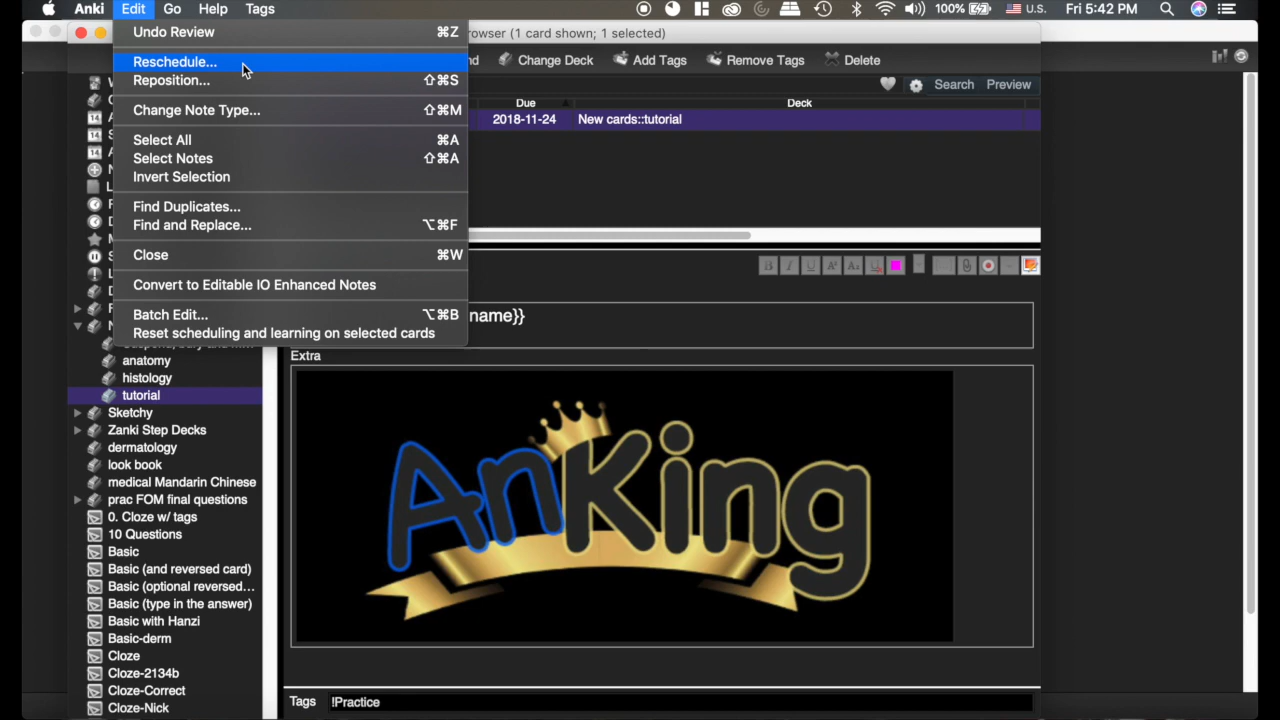 Anki Edit Go Help Tags 100% U.S. Fri 5:42 PM
Undo Review ⌘Z
rowser (1 card shown; 1 selected)
Reschedule...
Change Deck Add Tags Remove Tags Delete
Reposition... ⇧⌘S
Search Preview
Change Note Type... ⇧⌘M
Due Deck
2018-11-24 New cards::tutorial
Select All ⌘A
Select Notes ⇧⌘A
Invert Selection
Find Duplicates...
Find and Replace... ⌥⌘F
Close ⌘W
Convert to Editable IO Enhanced Notes
Batch Edit... ⌥⌘B
name}}
Reset scheduling and learning on selected cards
Extra
anatomy
histology
tutorial
Sketchy
Zanki Step Decks
dermatology
look book
medical Mandarin Chinese
prac FOM final questions
0. Cloze w/ tags
10 Questions
Basic
Basic (and reversed card)
Basic (optional reversed...
Basic (type in the answer)
Basic with Hanzi
Basic-derm
Cloze
Cloze-2134b
Cloze-Correct
Cloze-Nick
AnKing
Tags !Practice